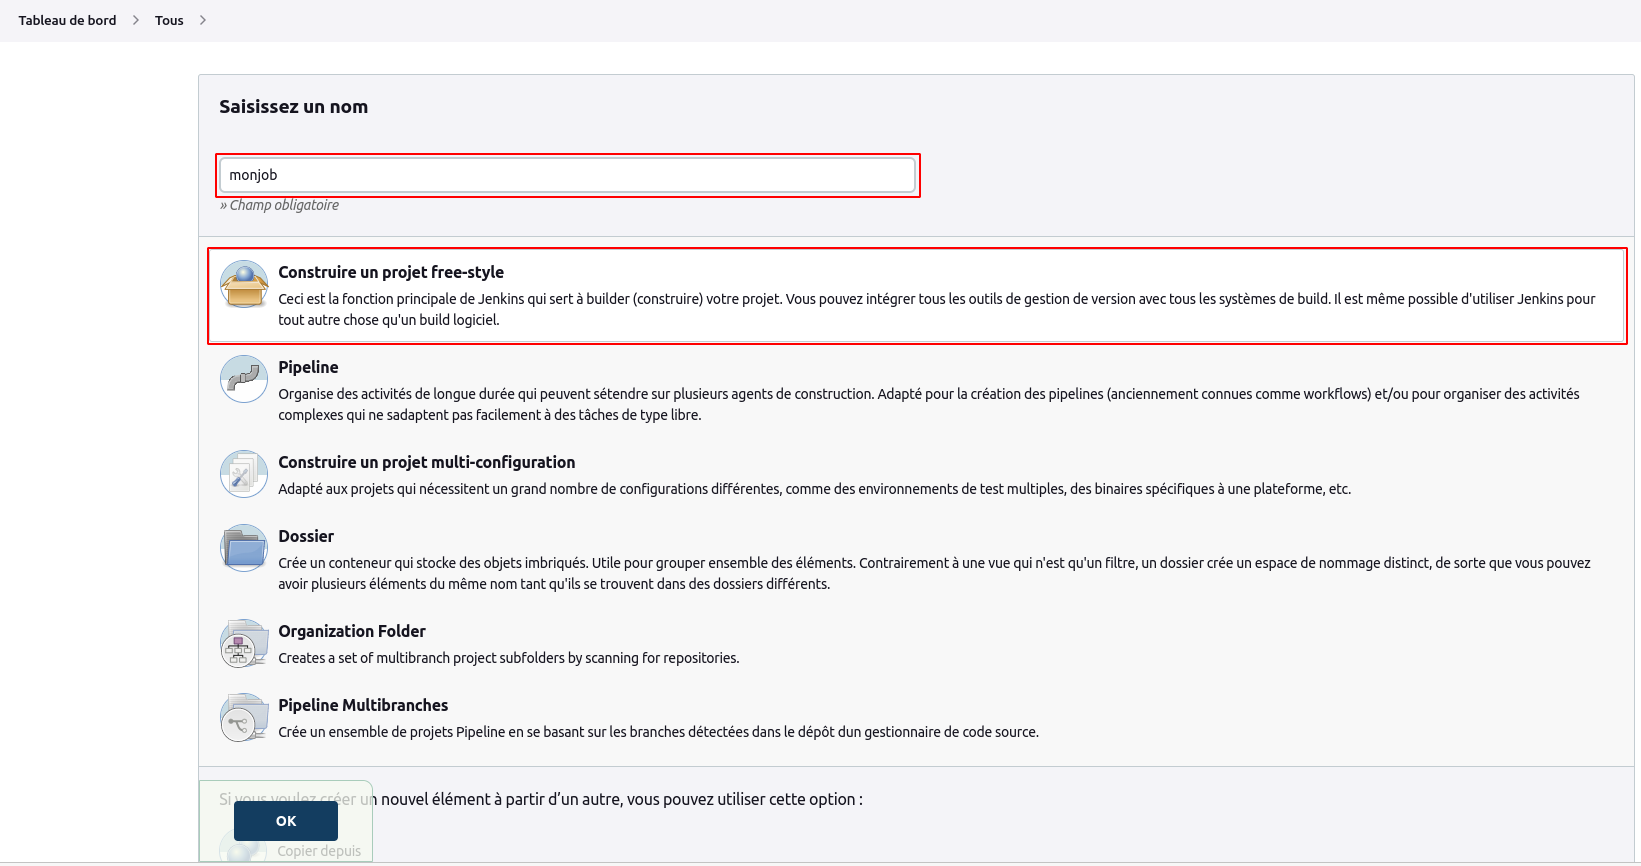 Tableau de bord
Tous
Saisissez un nom
monjob
» Champ obligatoire
Construire un projet free-style
Ceci est la fonction principale de Jenkins qui sert à builder (construire) votre projet. Vous pouvez intégrer tous les outils de gestion de version avec tous les systèmes de build. Il est même possible d'utiliser Jenkins pour
tout autre chose qu'un build logiciel.
Pipeline
Organise des activités de longue durée qui peuvent sétendre sur plusieurs agents de construction. Adapté pour la création des pipelines (anciennement connues comme workflows) et/ou pour organiser des activités
complexes qui ne sadaptent pas facilement à des tâches de type libre.
Construire un projet multi-configuration
Adapté aux projets qui nécessitent un grand nombre de configurations différentes, comme des environnements de test multiples, des binaires spécifiques à une plateforme, etc.
Dossier
Crée un conteneur qui stocke des objets imbriqués. Utile pour grouper ensemble des éléments. Contrairement à une vue qui n'est qu'un filtre, un dossier crée un espace de nommage distinct, de sorte que vous pouvez
avoir plusieurs éléments du même nom tant qu'ils se trouvent dans des dossiers différents.
Organization Folder
Creates a set of multibranch project subfolders by scanning for repositories.
Pipeline Multibranches
Crée un ensemble de projets Pipeline en se basant sur les branches détectées dans le dépôt dun gestionnaire de code source.
Si vous voulez créer un nouvel élément à partir d’un autre, vous pouvez utiliser cette option :
OK
Copier depuis